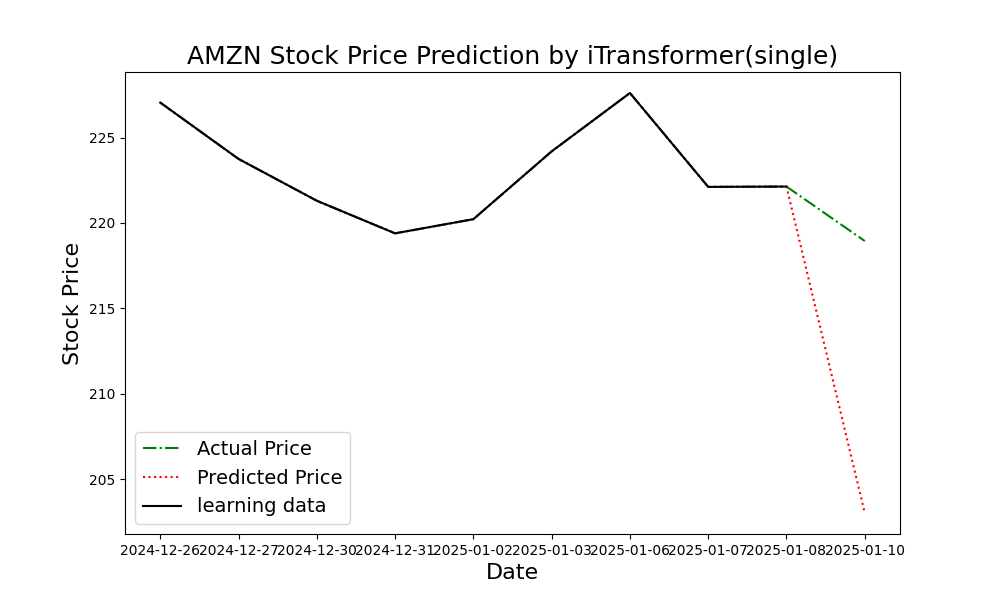 AMZN Stock Price Prediction by iTransformer(single)
225
220
215
210
205
Stock Price
Actual Price
Predicted Price
learning data
2024-12-26 2024-12-27 2024-12-30 2024-12-31 2025-01-02 2025-01-03 2025-01-06 2025-01-07 2025-01-08 2025-01-10
Date